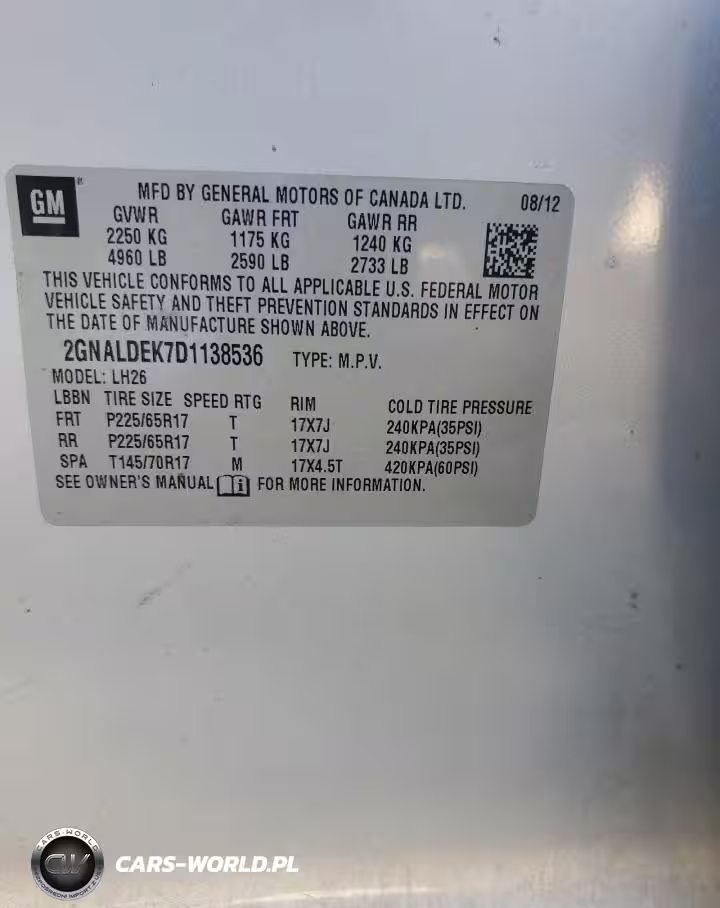 GM
MFD BY GENERAL MOTORS OF CANADA LTD. 08/12
GVWR GAWR FRT GAWR RR
2250 KG 1175 KG 1240 KG
4960 LB 2590 LB 2733 LB
THIS VEHICLE CONFORMS TO ALL APPLICABLE U.S. FEDERAL MOTOR
VEHICLE SAFETY AND THEFT PREVENTION STANDARDS IN EFFECT ON
THE DATE OF MANUFACTURE SHOWN ABOVE.
2GNALDEK7D1138536 TYPE: M.P.V.
MODEL: LH26
LBBN TIRE SIZE SPEED RTG RIM COLD TIRE PRESSURE
FRT P225/65R17 T 17X7J 240KPA(35PSI)
RR P225/65R17 T 17X7J 240KPA(35PSI)
SPA T145/70R17 M 17X4.5T 420KPA(60PSI)
SEE OWNER'S MANUAL i FOR MORE INFORMATION.
CARS-WORLD
CW
CARS-WORLD.PL